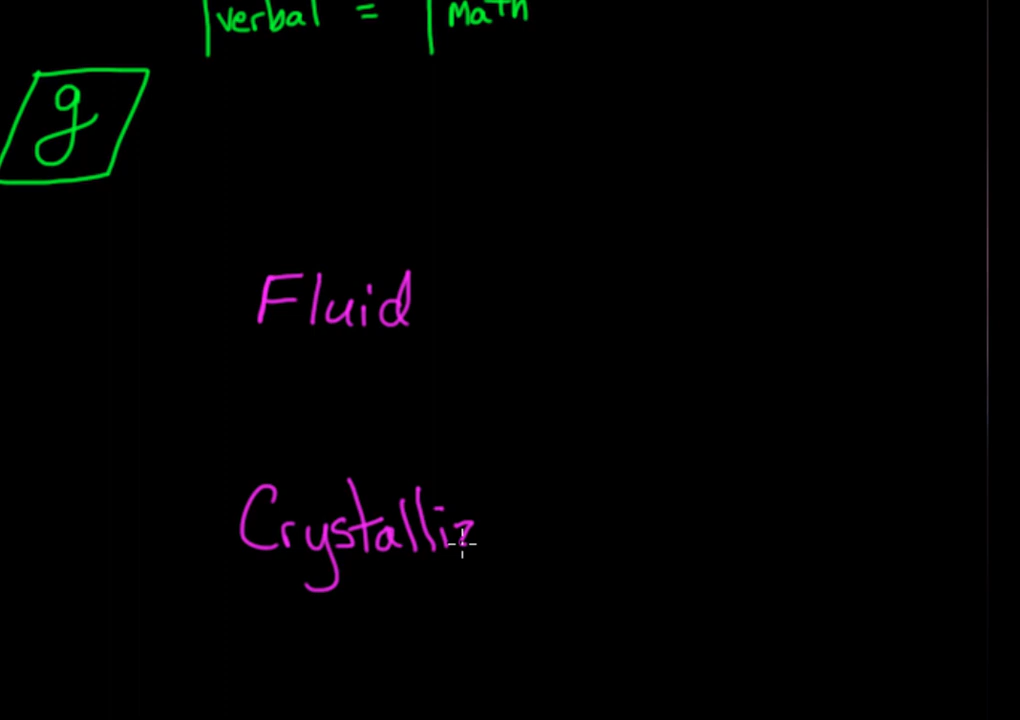 |verbal = |Math
g
Fluid
Crystalliz